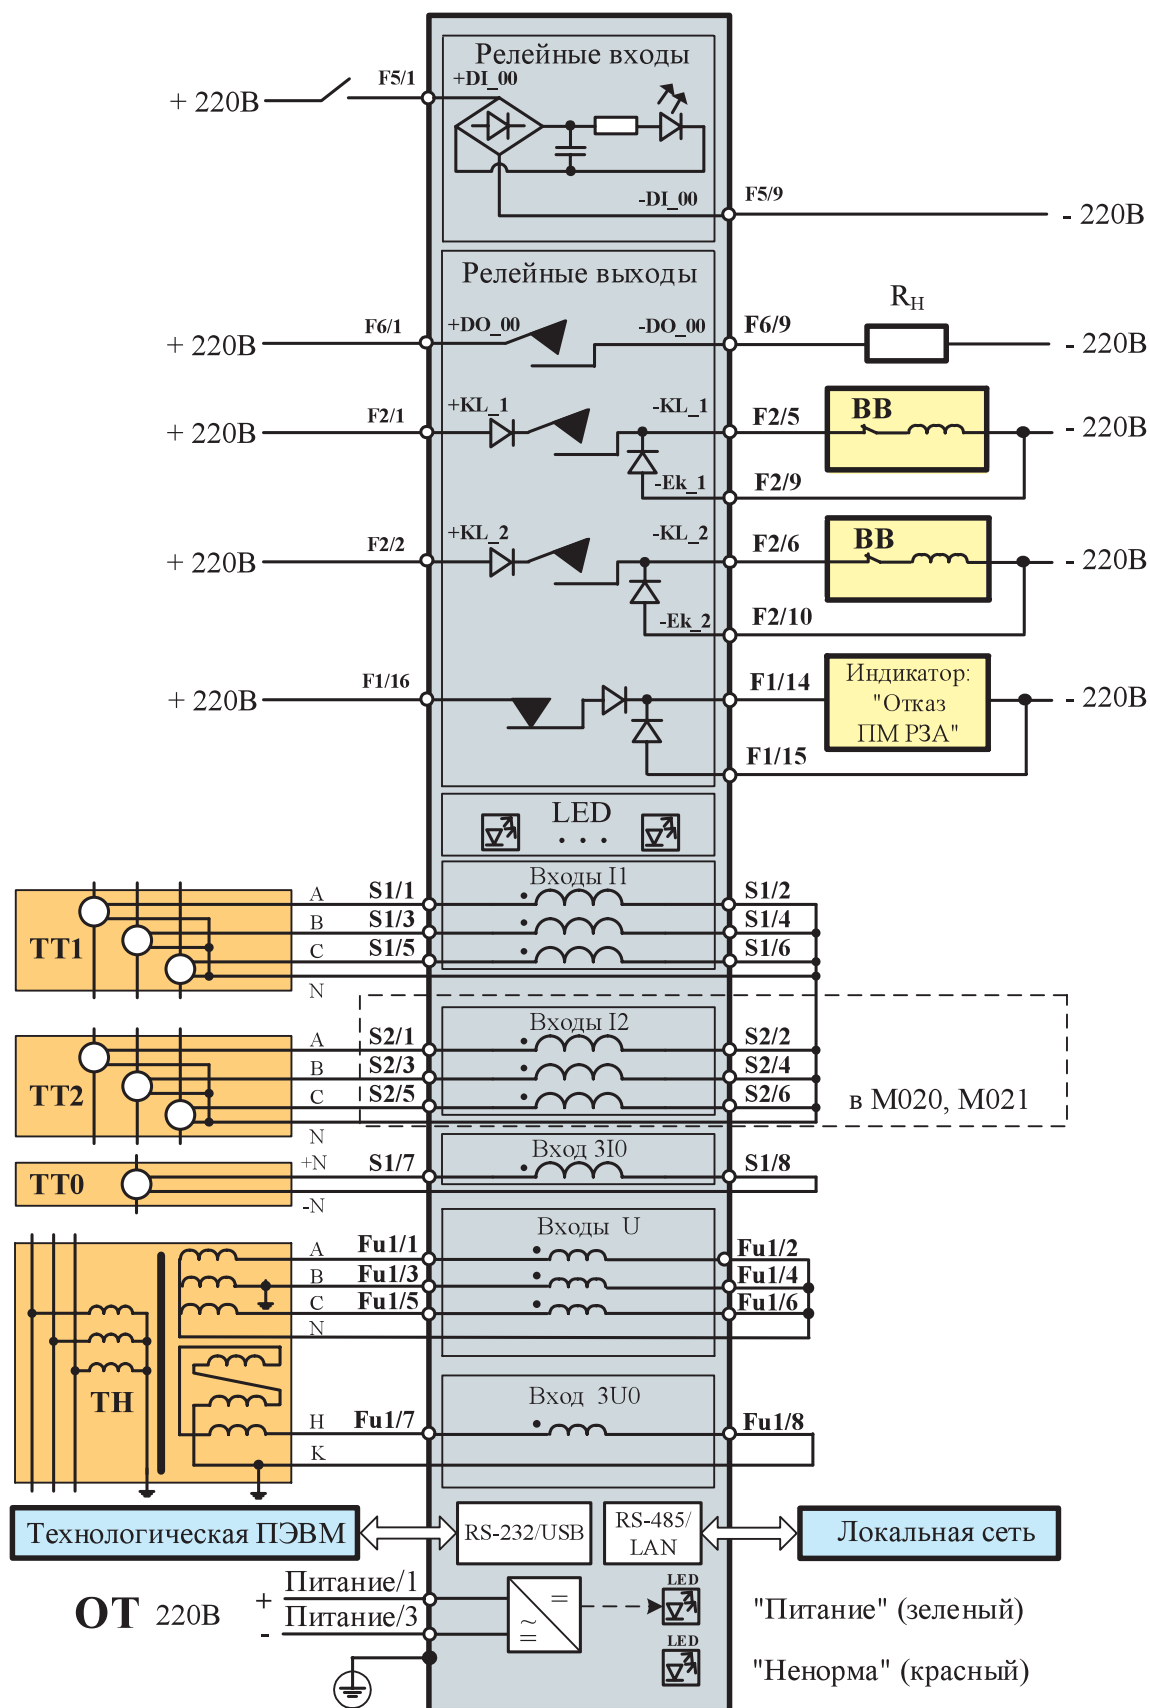 Релейные входы
+ 220В F5/1 +DI_00
-DI_00 F5/9 - 220В
Релейные выходы
RН
+ 220В F6/1 +DO_00 -DO_00 F6/9 - 220В
+ 220В F2/1 +KL_1 -KL_1 F2/5 ВВ - 220В
-Ek_1 F2/9
+ 220В F2/2 +KL_2 -KL_2 F2/6 ВВ - 220В
-Ek_2 F2/10
+ 220В F1/16 F1/14 - 220В
Индикатор:
"Отказ
ПМ РЗА"
F1/15
LED
. . .
Входы I1
ТТ1
A S1/1 S1/2
B S1/3 S1/4
C S1/5 S1/6
N
Входы I2
ТТ2
A S2/1 S2/2
B S2/3 S2/4
C S2/5 S2/6
N
в М020, М021
Вход 3I0
ТТ0
+N S1/7 S1/8
-N
Входы U
A Fu1/1 Fu1/2
B Fu1/3 Fu1/4
C Fu1/5 Fu1/6
N
ТН
Вход 3U0
Н Fu1/7 Fu1/8
К
Технологическая ПЭВМ
RS-232/USB
RS-485/
LAN
Локальная сеть
ОТ 220В
+ Питание/1
- Питание/3
=
~
=
LED
"Питание" (зеленый)
LED
"Ненорма" (красный)